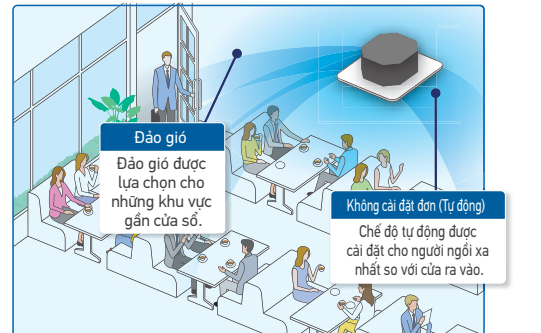 Đảo gió
Đảo gió được
lựa chọn cho
những khu vực
gần cửa sổ.
Không cài đặt đơn (Tự động)
Chế độ tự động được
cài đặt cho người ngồi xa
nhất so với cửa ra vào.